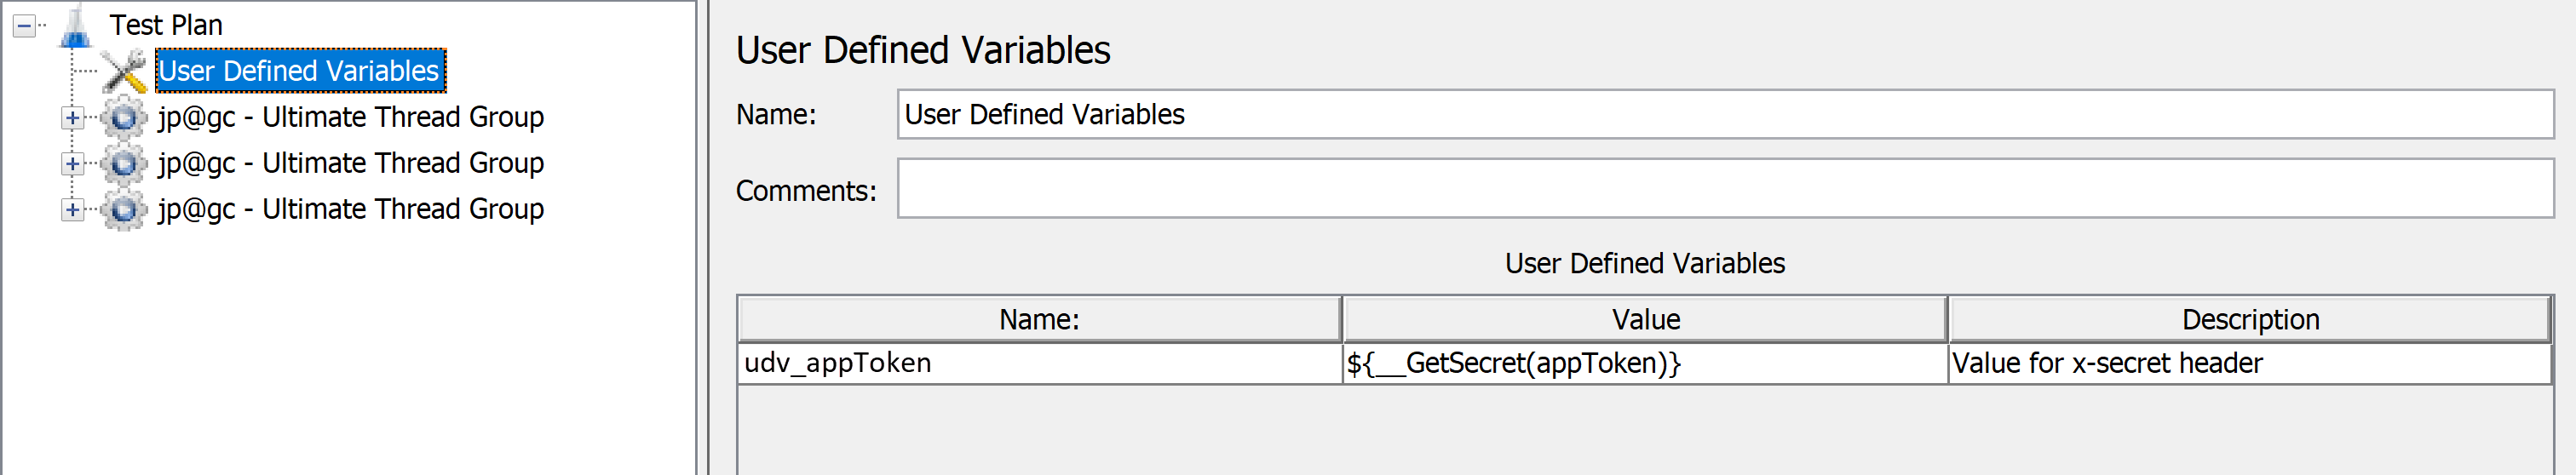 Test Plan
User Defined Variables
jp@gc - Ultimate Thread Group
jp@gc - Ultimate Thread Group
jp@gc - Ultimate Thread Group
User Defined Variables
Name: User Defined Variables
Comments:
User Defined Variables
Name: Value Description
udv_appToken ${__GetSecret(appToken)} Value for x-secret header